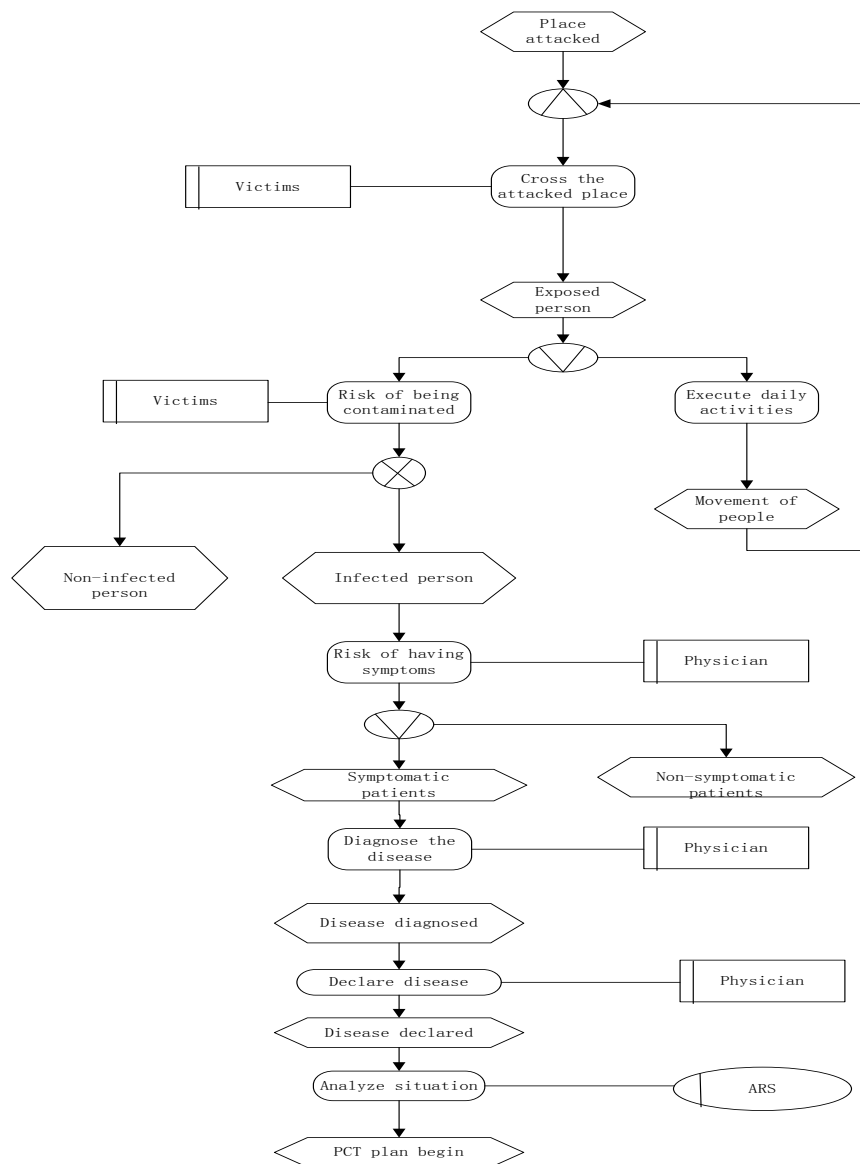 Place
attacked
Victims
Cross the
attacked place
Exposed
person
Victims
Risk of being
contaminated
Execute daily
activities
Movement of
people
Non-infected
person
Infected person
Risk of having
symptoms
Physician
Symptomatic
patients
Non-symptomatic
patients
Diagnose the
disease
Physician
Disease diagnosed
Declare disease
Physician
Disease declared
Analyze situation
ARS
PCT plan begin